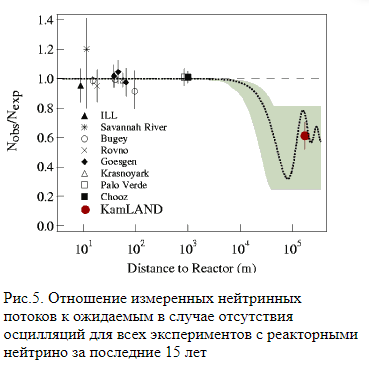 1.4
1.2
1.0
0.8
0.6
0.4
0.2
0.0
N_obs/N_exp
ILL
Savannah River
Bugey
Rovno
Goesgen
Krasnoyark
Palo Verde
Chooz
KamLAND
10^1 10^2 10^3 10^4 10^5
Distance to Reactor (m)
Рис.5. Отношение измеренных нейтринных
потоков к ожидаемым в случае отсутствия
осцилляций для всех экспериментов с реакторными
нейтрино за последние 15 лет